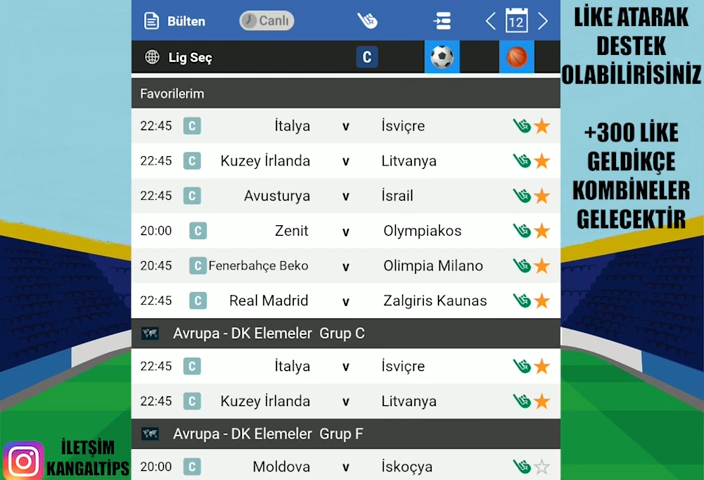 Bülten
Canlı
12
Lig Seç
C
Favorilerim
22:45 C İtalya v İsviçre
22:45 C Kuzey İrlanda v Litvanya
22:45 C Avusturya v İsrail
20:00 C Zenit v Olympiakos
20:45 C Fenerbahçe Beko v Olimpia Milano
22:45 C Real Madrid v Zalgiris Kaunas
Avrupa - DK Elemeler Grup C
22:45 C İtalya v İsviçre
22:45 C Kuzey İrlanda v Litvanya
Avrupa - DK Elemeler Grup F
20:00 C Moldova v İskoçya
LİKE ATARAK
DESTEK
OLABİLİRİSİNİZ
+300 LİKE
GELDİKÇE
KOMBİNELER
GELECEKTİR
İLETŞİM
KANGALTİPS